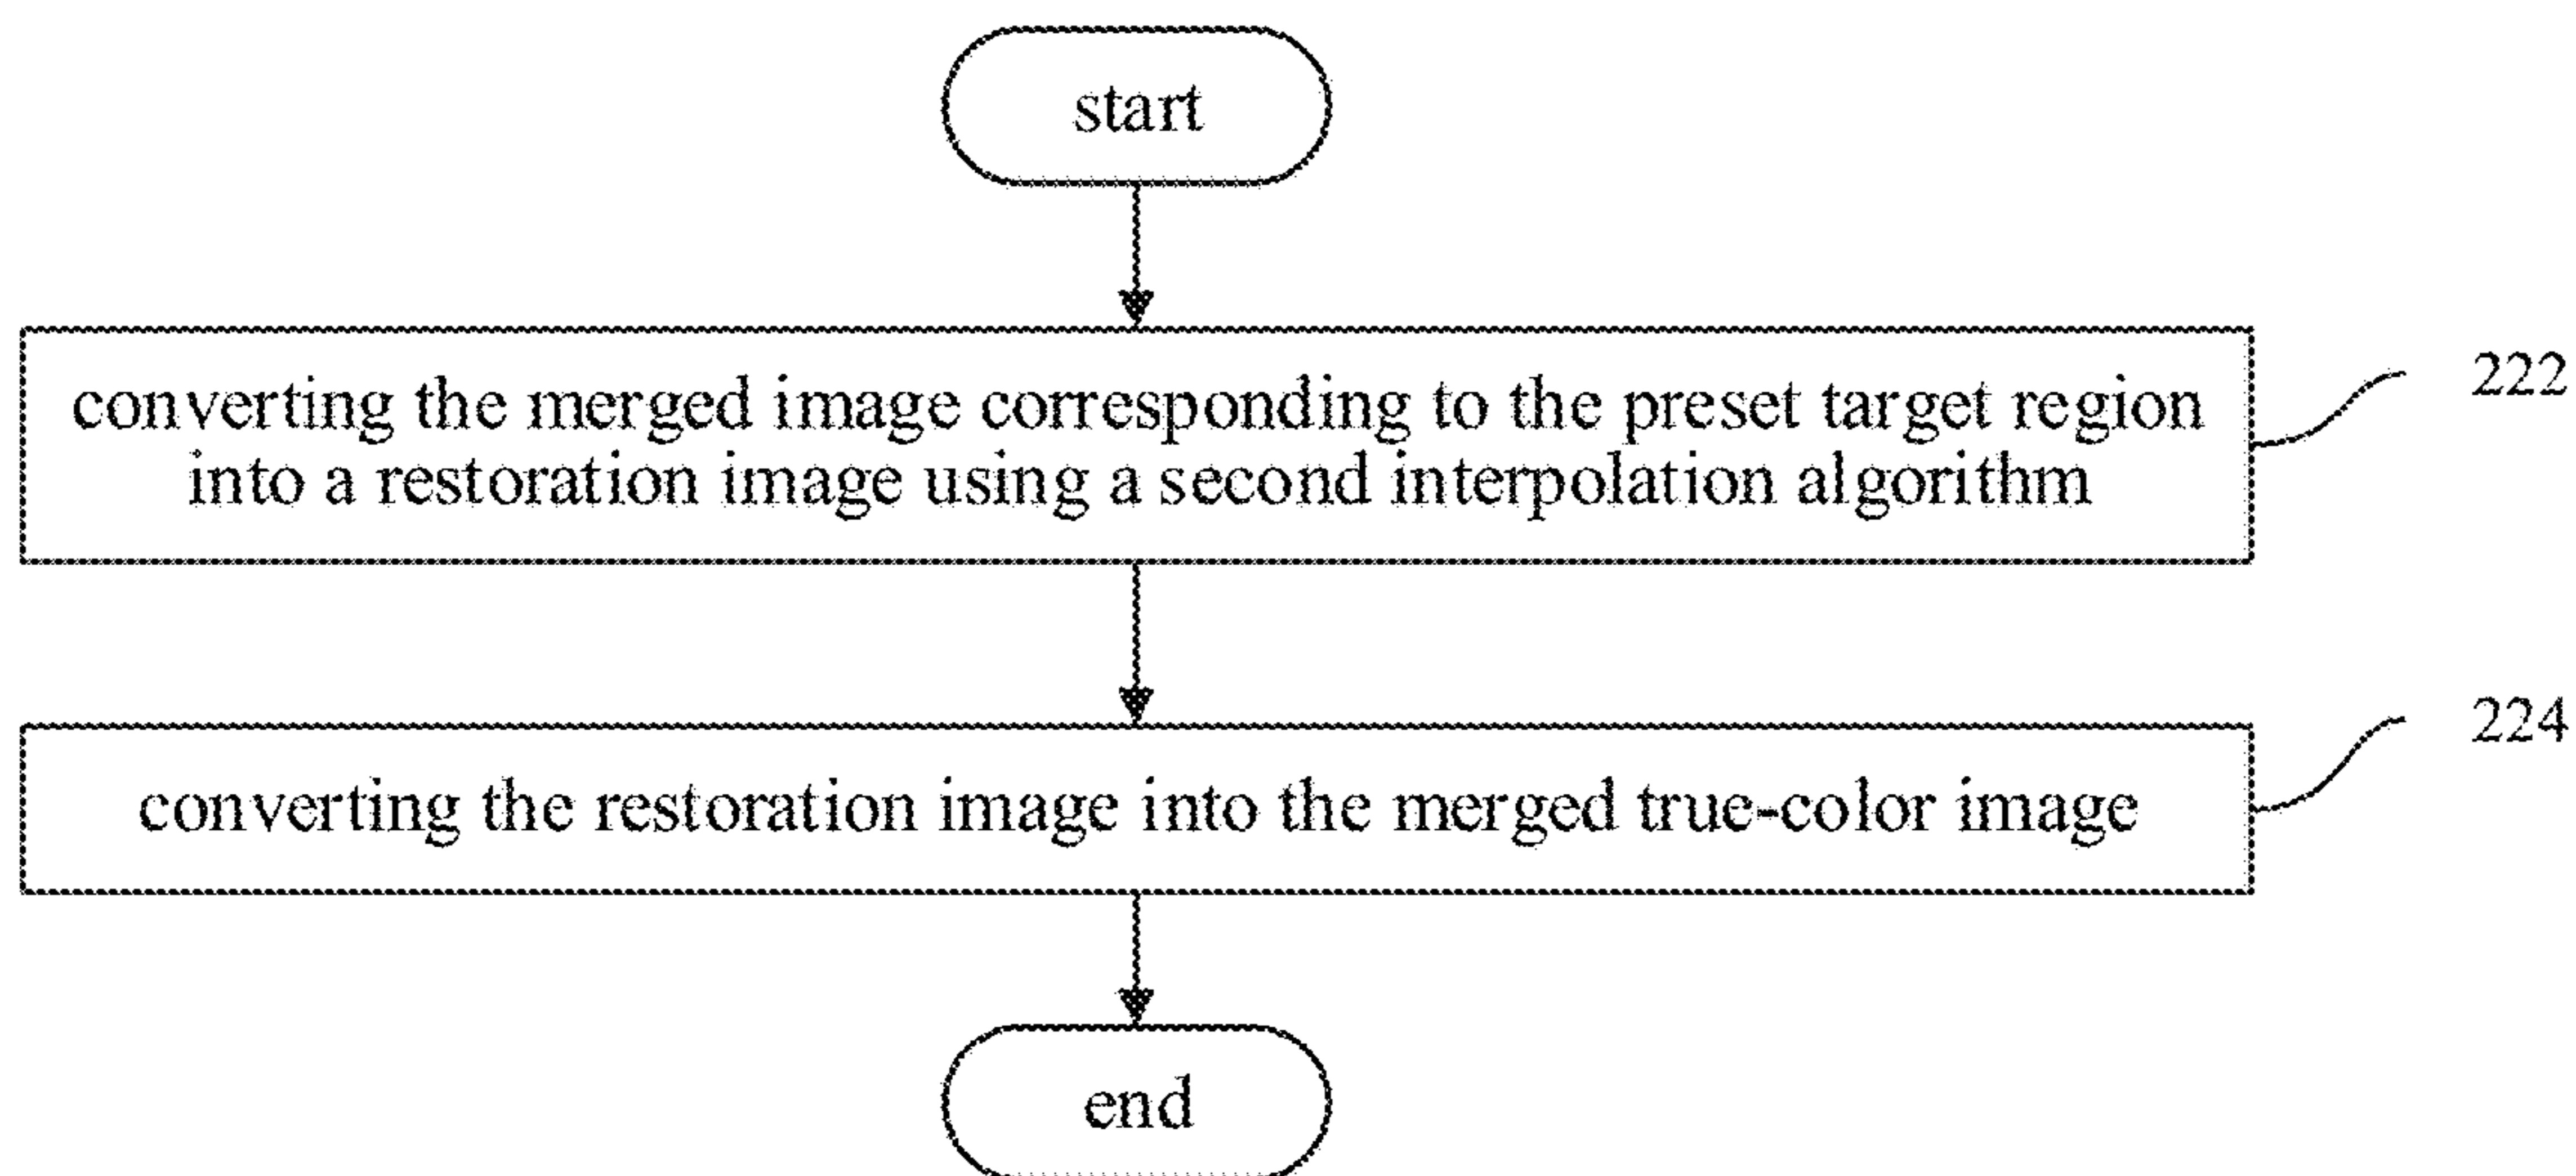 start
converting the merged image corresponding to the preset target region
into a restoration image using a second interpolation algorithm
222
converting the restoration image into the merged true-color image
224
end